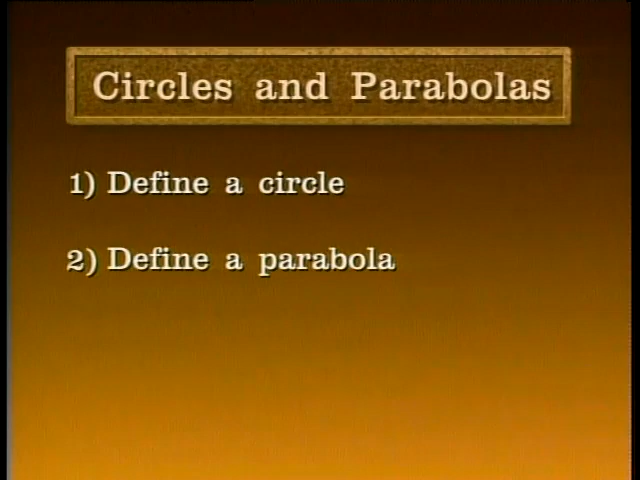 Circles and Parabolas
1) Define a circle
2) Define a parabola